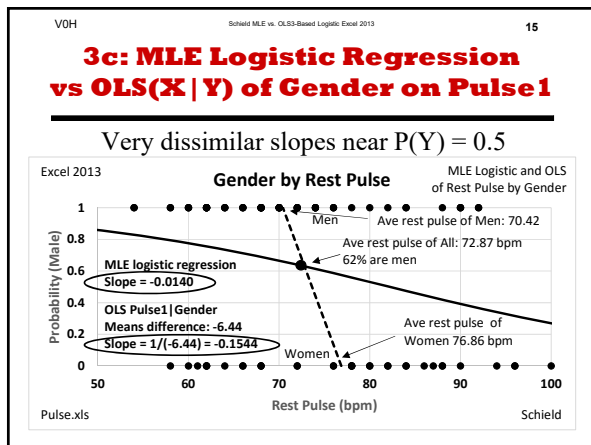 V0H
Schield MLE vs. OLS3-Based Logistic Excel 2013
15
3c: MLE Logistic Regression
vs OLS(X|Y) of Gender on Pulse1
Very dissimilar slopes near P(Y) = 0.5
Excel 2013
Gender by Rest Pulse
MLE Logistic and OLS
of Rest Pulse by Gender
Probability (Male)
1
0.8
0.6
0.4
0.2
0
Men
Ave rest pulse of Men: 70.42
Ave rest pulse of All: 72.87 bpm
62% are men
MLE logistic regression
Slope = -0.0140
OLS Pulse1|Gender
Means difference: -6.44
Slope = 1/(-6.44) = -0.1544
Women
Ave rest pulse of
Women 76.86 bpm
50 60 70 80 90 100
Rest Pulse (bpm)
Pulse.xls
Schield